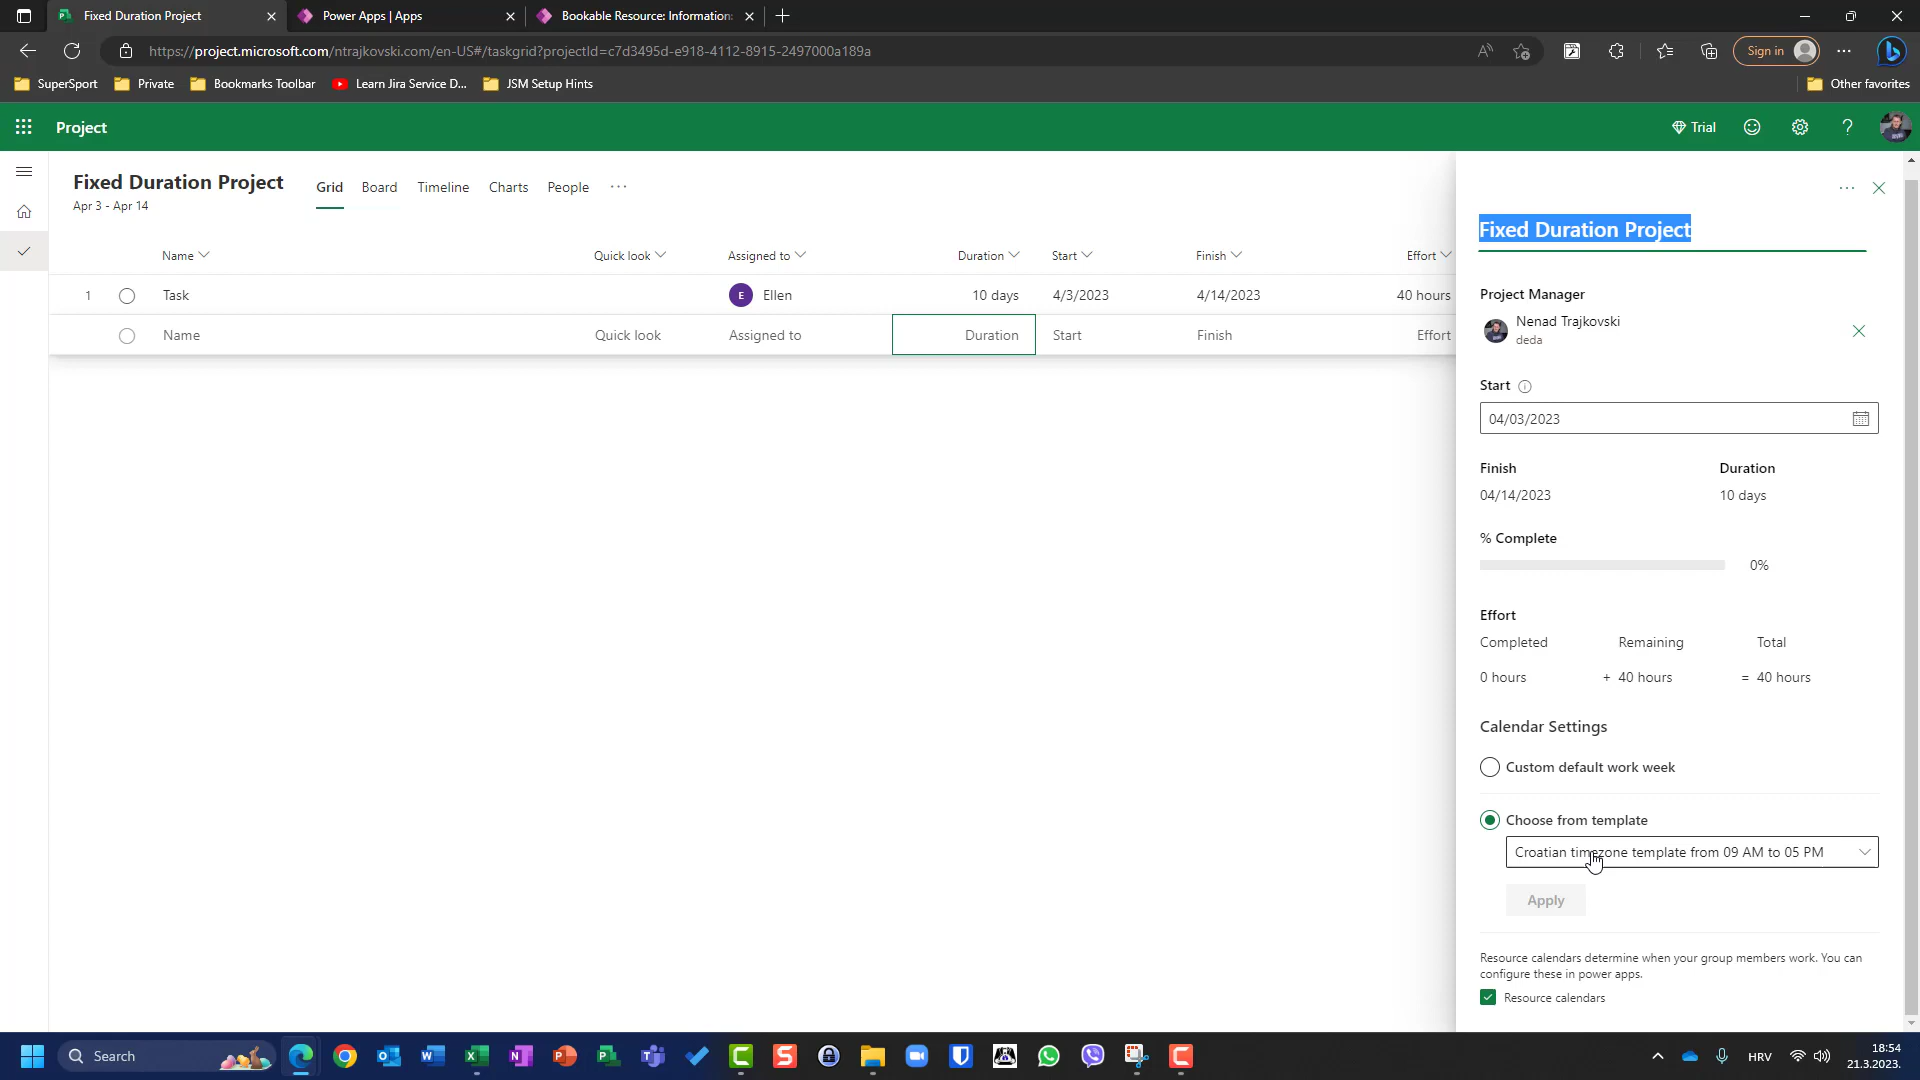 Fixed Duration Project
Power Apps | Apps
Bookable Resource: Information:
https://project.microsoft.com/ntrajkovski.com/en-US#/taskgrid?projectId=c7d3495d-e918-4112-8915-2497000a189a
Sign in
SuperSport
Private
Bookmarks Toolbar
Learn Jira Service D...
JSM Setup Hints
Other favorites
Project
Trial
Fixed Duration Project
Apr 3 - Apr 14
Grid
Board
Timeline
Charts
People
Name
Quick look
Assigned to
Duration
Start
Finish
Effort
1 Task E Ellen 10 days 4/3/2023 4/14/2023 40 hours
Name Quick look Assigned to Duration Start Finish Effort
Fixed Duration Project
Project Manager
Nenad Trajkovski
deda
Start
04/03/2023
Finish Duration
04/14/2023 10 days
% Complete
0%
Effort
Completed Remaining Total
0 hours + 40 hours = 40 hours
Calendar Settings
Custom default work week
Choose from template
Croatian timezone template from 09 AM to 05 PM
Apply
Resource calendars determine when your group members work. You can
configure these in power apps.
Resource calendars
Search
HRV
18:54
21.3.2023.